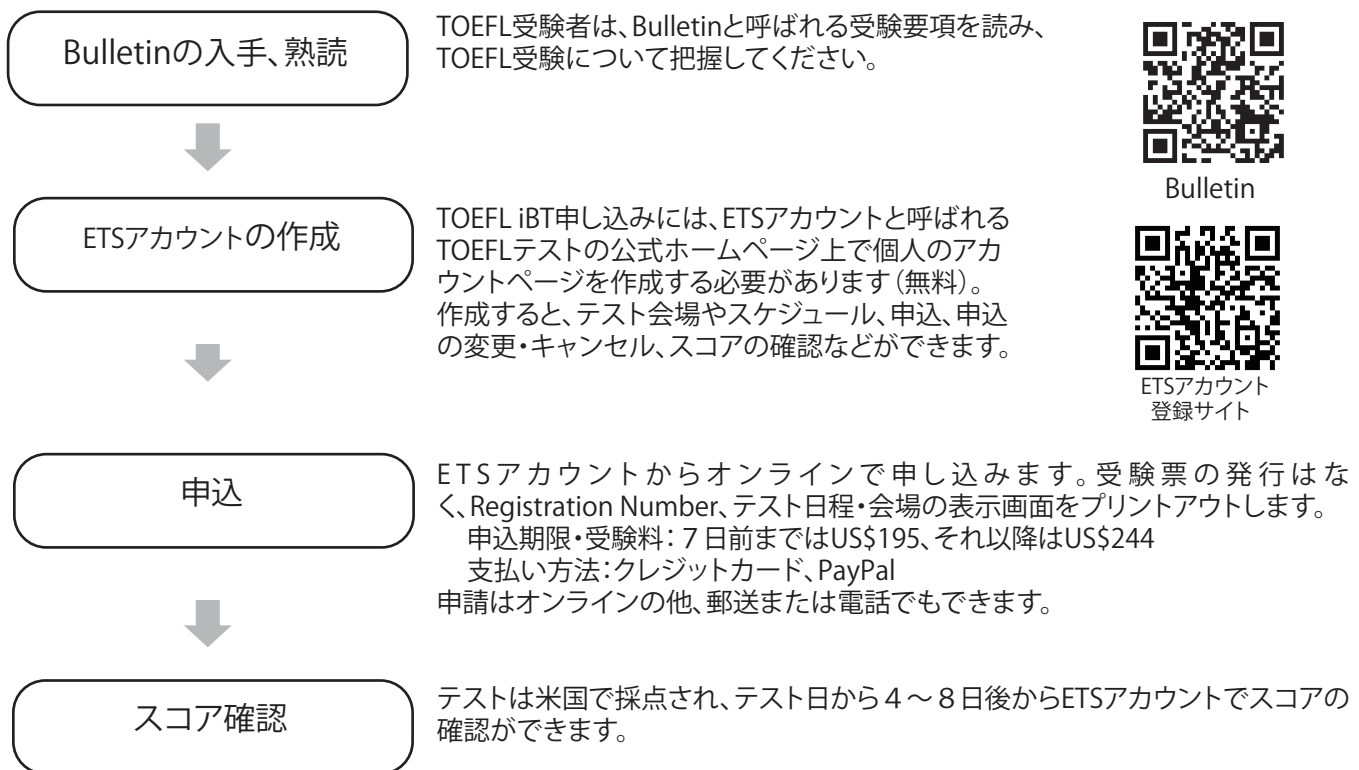 Bulletinの入手、熟読
TOEFL受験者は、Bulletinと呼ばれる受験要項を読み、
TOEFL受験について把握してください。
Bulletin
ETSアカウントの作成
TOEFL iBT申し込みには、ETSアカウントと呼ばれる
TOEFLテストの公式ホームページ上で個人のアカ
ウントページを作成する必要があります（無料）。
作成すると、テスト会場やスケジュール、申込、申込
の変更・キャンセル、スコアの確認などができます。
ETSアカウント
登録サイト
申込
ETSアカウントからオンラインで申し込みます。受験票の発行はな
く、Registration Number、テスト日程・会場の表示画面をプリントアウトします。
申込期限・受験料：７日前まではUS$195、それ以降はUS$244
支払い方法：クレジットカード、PayPal
申請はオンラインの他、郵送または電話でもできます。
スコア確認
テストは米国で採点され、テスト日から４～８日後からETSアカウントでスコアの
確認ができます。